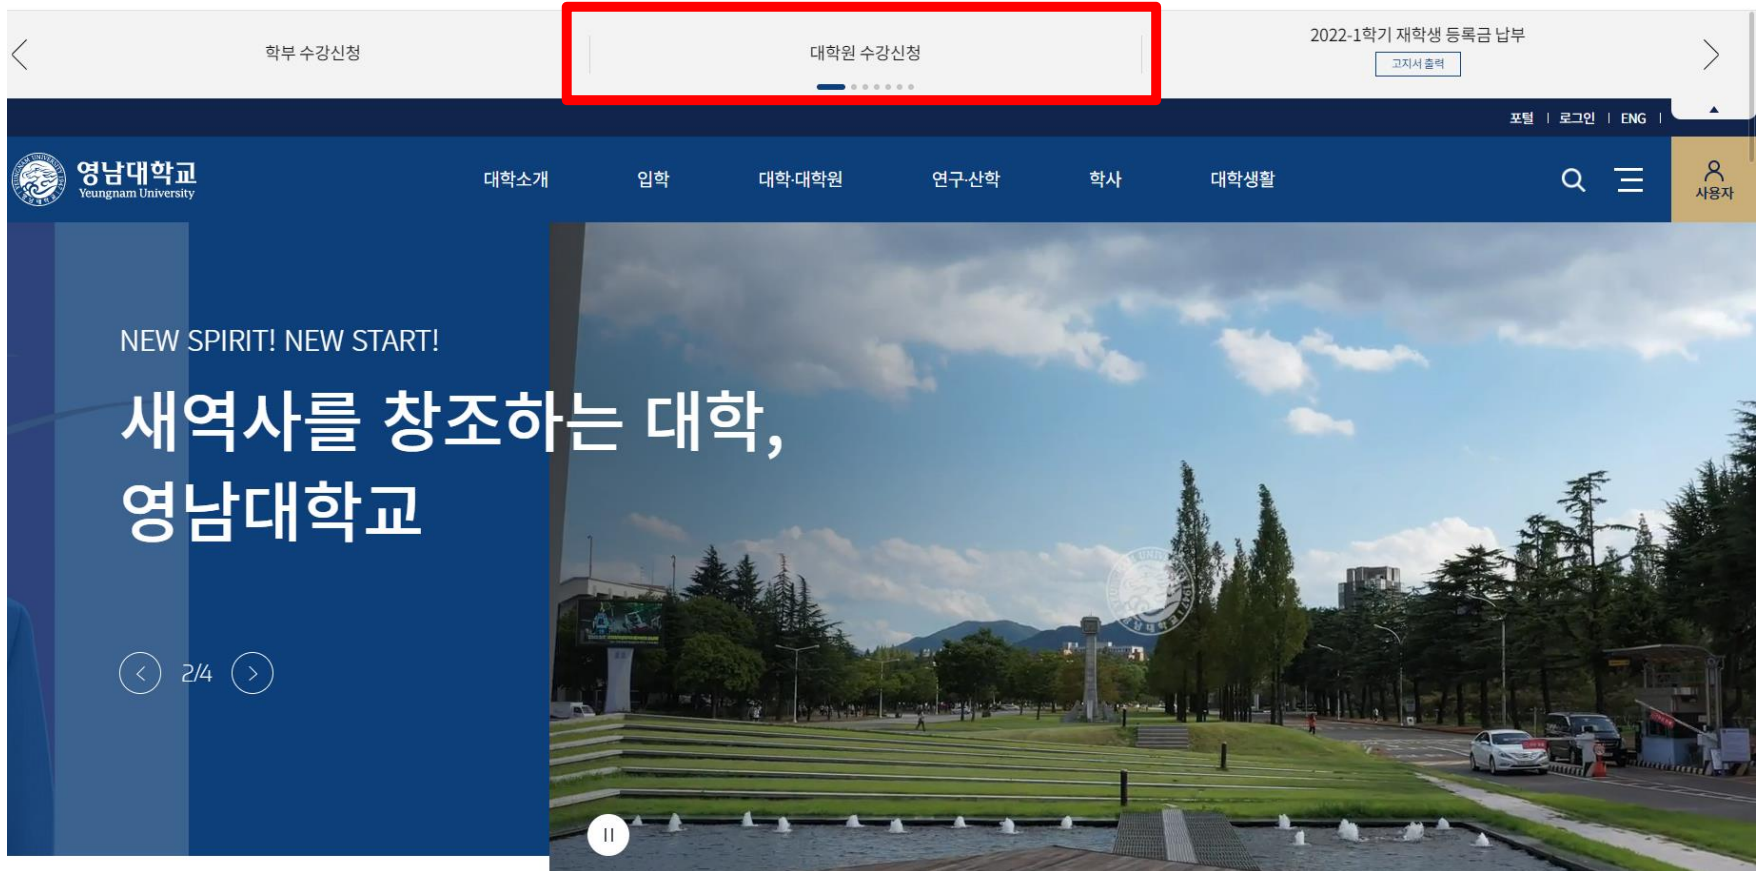 학부 수강신청
대학원 수강신청
2022-1학기 재학생 등록금 납부
고지서 출력
포털 | 로그인 | ENG |
영남대학교
Yeungnam University
대학소개 입학 대학·대학원 연구·산학 학사 대학생활
사용자
NEW SPIRIT! NEW START!
새역사를 창조하는 대학,
영남대학교
2/4